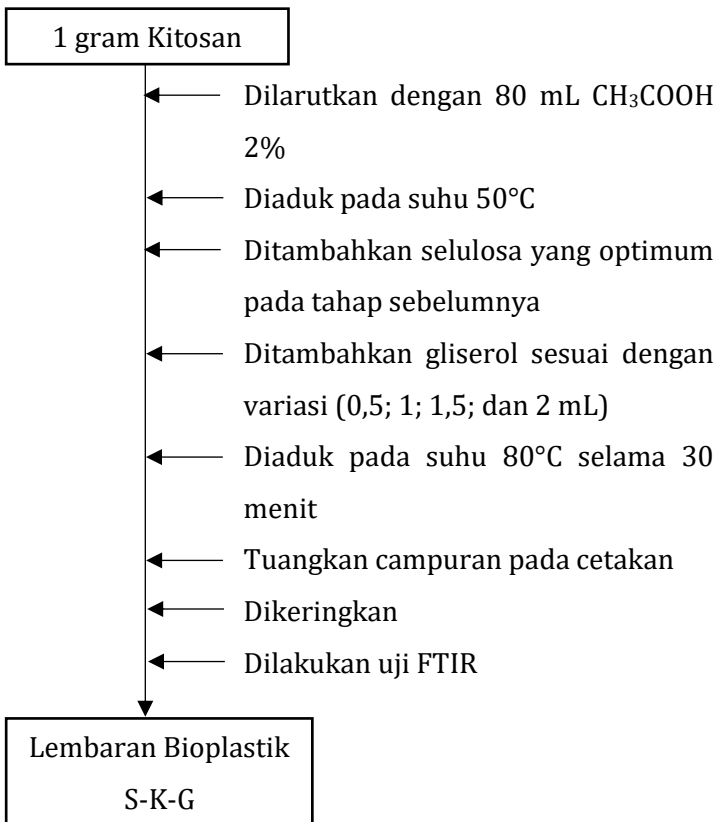 1 gram Kitosan
Dilarutkan dengan 80 mL CH₃COOH
2%
Diaduk pada suhu 50°C
Ditambahkan selulosa yang optimum
pada tahap sebelumnya
Ditambahkan gliserol sesuai dengan
variasi (0,5; 1; 1,5; dan 2 mL)
Diaduk pada suhu 80°C selama 30
menit
Tuangkan campuran pada cetakan
Dikeringkan
Dilakukan uji FTIR
Lembaran Bioplastik
S-K-G